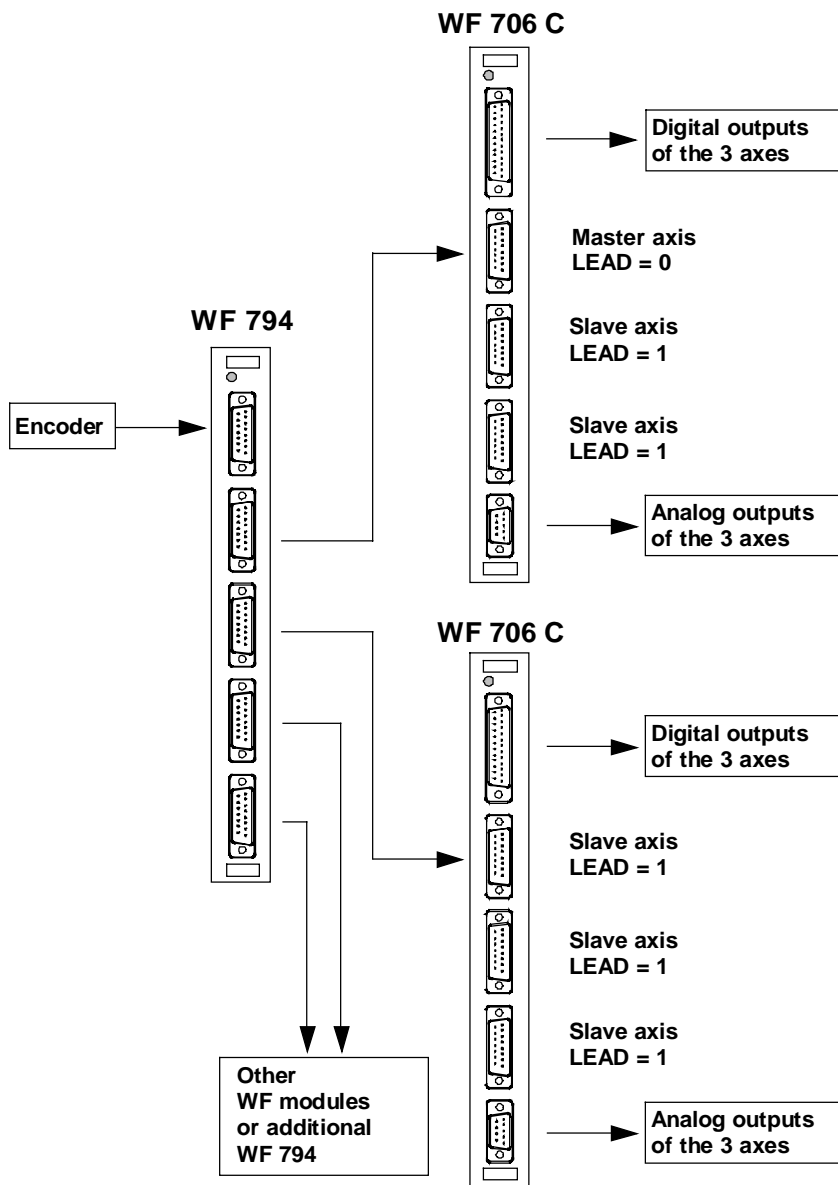 WF 706 C
Digital outputs
of the 3 axes
Master axis
LEAD = 0
WF 794
Slave axis
LEAD = 1
Encoder
Slave axis
LEAD = 1
Analog outputs
of the 3 axes
WF 706 C
Digital outputs
of the 3 axes
Slave axis
LEAD = 1
Slave axis
LEAD = 1
Slave axis
LEAD = 1
Other
WF modules
or additional
WF 794
Analog outputs
of the 3 axes